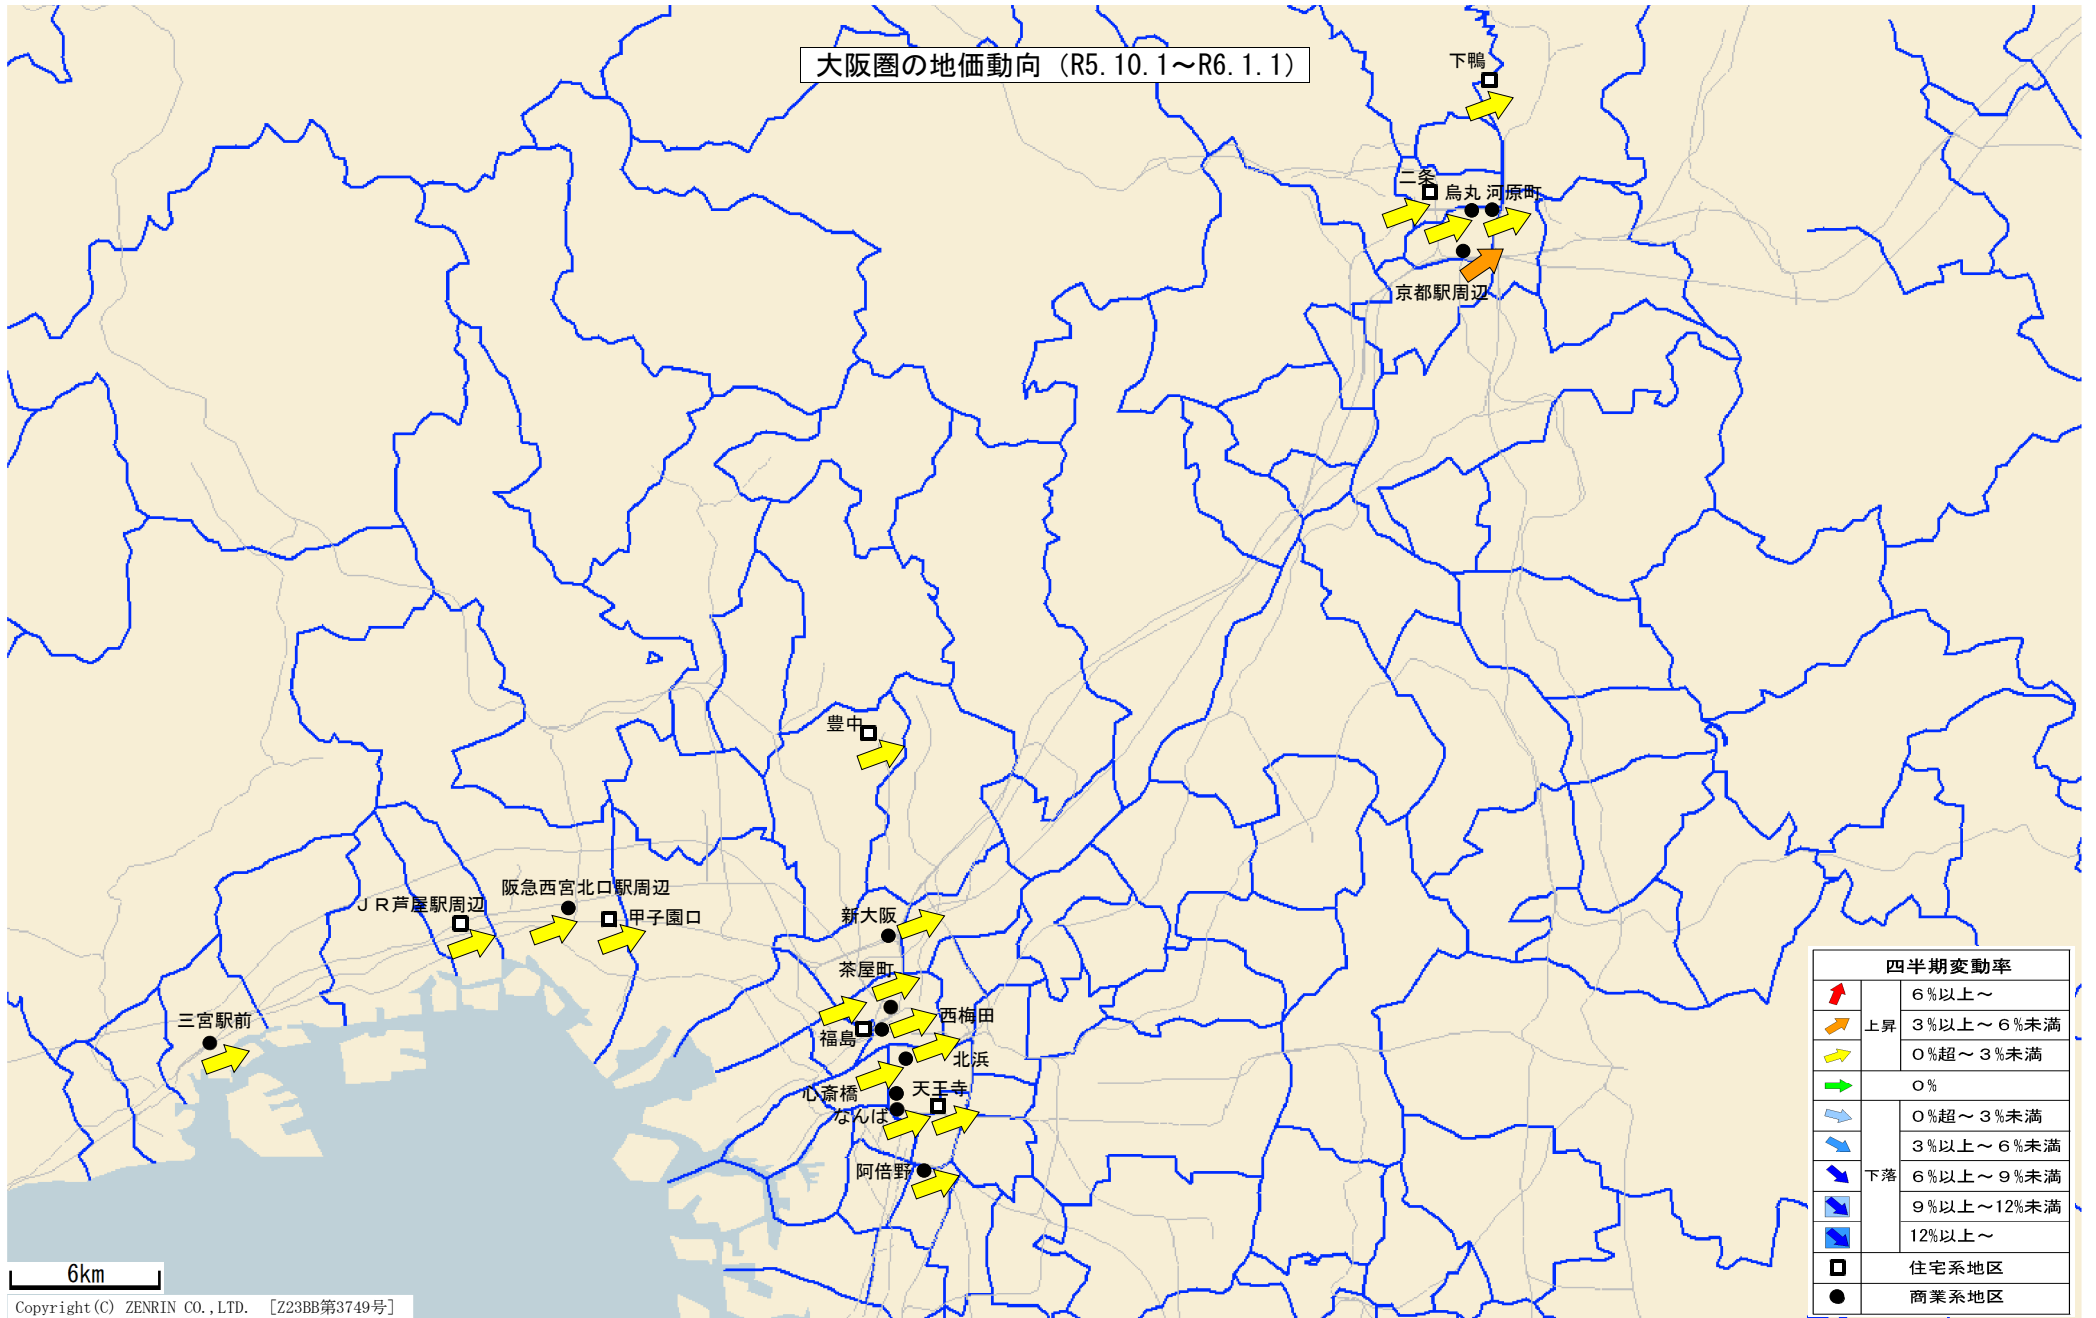 大阪圏の地価動向（R5.10.1～R6.1.1）
下鴨
二条
烏丸 河原町
京都駅周辺
豊中
阪急西宮北口駅周辺
ＪＲ芦屋駅周辺
甲子園口
新大阪
茶屋町
西梅田
三宮駅前
福島
北浜
心斎橋
天王寺
なんば
阿倍野
四半期変動率
上昇
６%以上～
３%以上～６%未満
０%超～３%未満
０%
下落
０%超～３%未満
３%以上～６%未満
６%以上～９%未満
９%以上～12%未満
12%以上～
住宅系地区
商業系地区
6km
Copyright(C) ZENRIN CO.,LTD. ［Z23BB第3749号］